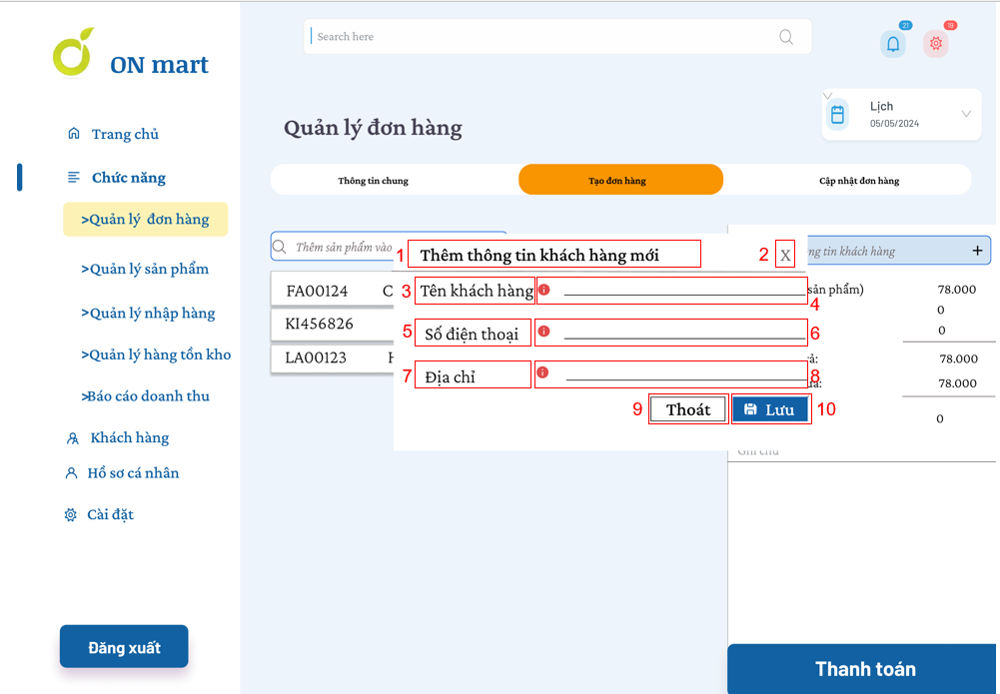 ON mart
Trang chủ
Chức năng
>Quản lý đơn hàng
>Quản lý sản phẩm
>Quản lý nhập hàng
>Quản lý hàng tồn kho
>Báo cáo doanh thu
Khách hàng
Hồ sơ cá nhân
Cài đặt
Đăng xuất
Search here
21
19
Lịch
05/05/2024
Quản lý đơn hàng
Thông tin chung
Tạo đơn hàng
Cập nhật đơn hàng
Thêm sản phẩm vào
1 Thêm thông tin khách hàng mới
2 X
tin khách hàng +
FA00124 C
3 Tên khách hàng
4
sản phẩm) 78.000
0
KI456826
5 Số điện thoại
6
0
LA00123
78.000
7 Địa chỉ
8
78.000
9 Thoát
Lưu 10
0
Ghi chú
Thanh toán